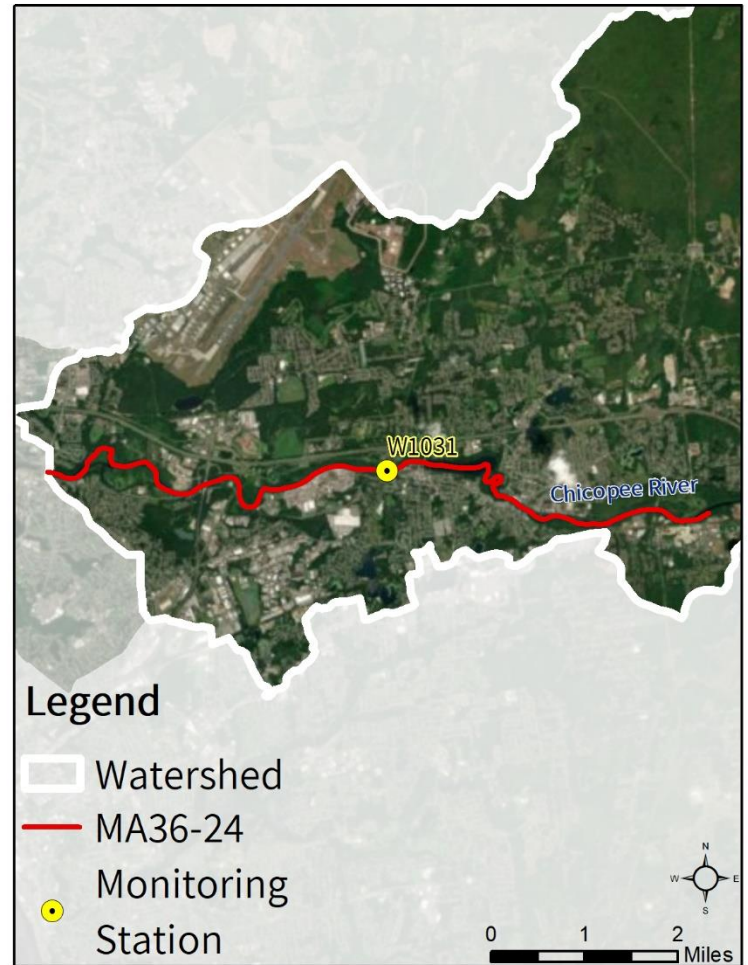 W1031
Chicopee River
Legend
Watershed
MA36-24
Monitoring
Station
N
W E
S
0 1 2
Miles